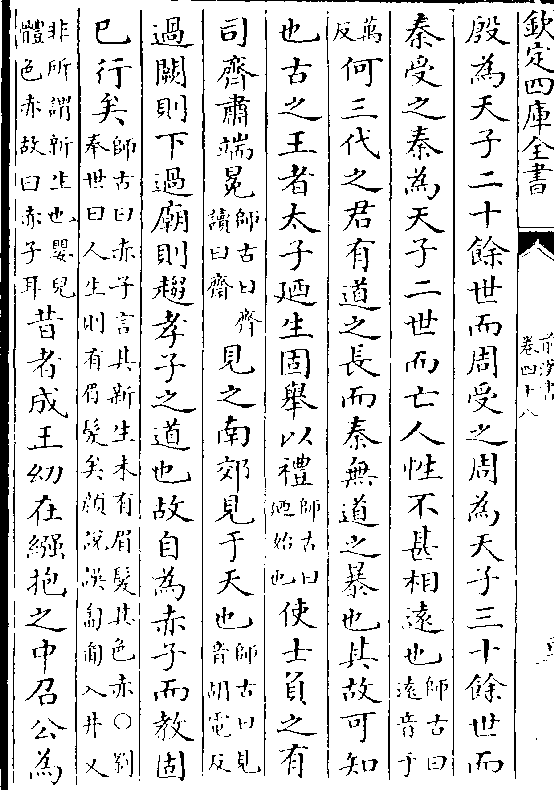 欽定四庫全書
前漢書
卷四十八
殷為天子二十餘世而周受之周為天子三十餘世而
秦受之秦為天子二世而亡人性不甚相遠也師古曰遠音于
萬反何三代之君有道之長而秦無道之暴也其故可知
也古之王者太子廼生固舉以禮師古曰廼始也使士負之有
司齊肅端冕師古曰齊讀曰齋見之南郊見于天也師古曰見音胡電反
過闕則下過廟則趨孝子之道也故自為赤子而教固
已行矣師古曰赤子言其新生未有眉髮其色赤○劉奉世曰人生則有眉髮矣顔說誤匍匐入井又
非所謂新生也嬰兒體色赤故曰赤子耳昔者成王幼在繈抱之中召公為